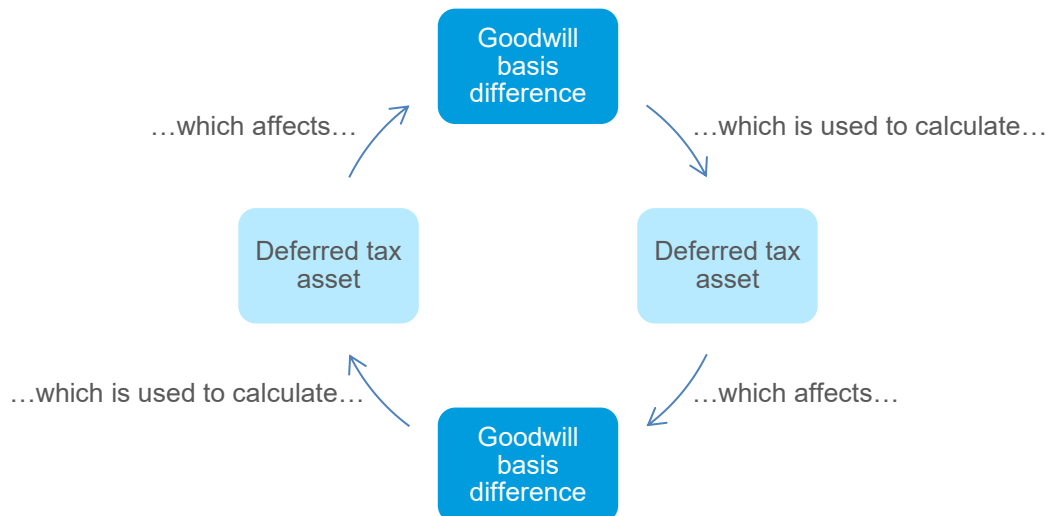 Goodwill
basis
difference
…which affects…
…which is used to calculate…
Deferred tax
asset
Deferred tax
asset
…which is used to calculate…
…which affects…
Goodwill
basis
difference